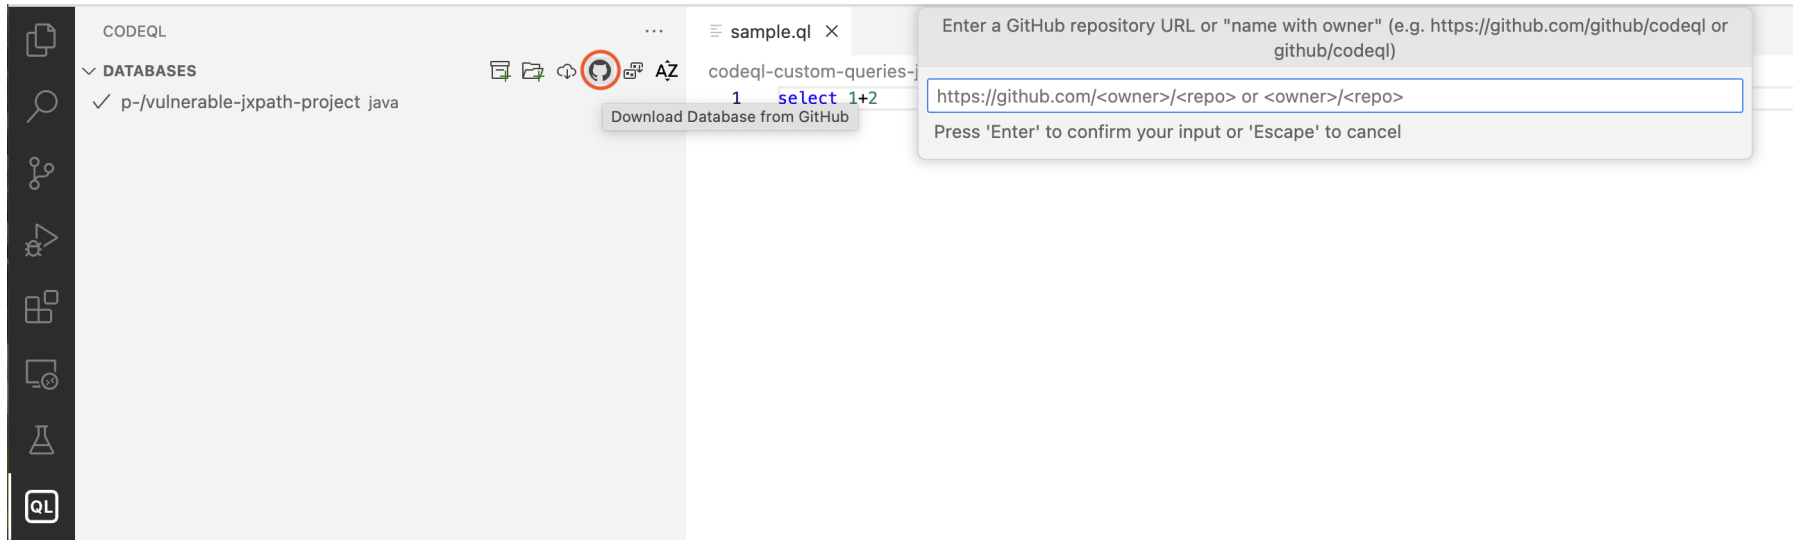 CODEQL
DATABASES
p-/vulnerable-jxpath-project java
AZ
Download Database from GitHub
QL
sample.ql
codeql-custom-queries-j
1 select 1+2
Enter a GitHub repository URL or "name with owner" (e.g. https://github.com/github/codeql or
github/codeql)
https://github.com/<owner>/<repo> or <owner>/<repo>
Press 'Enter' to confirm your input or 'Escape' to cancel